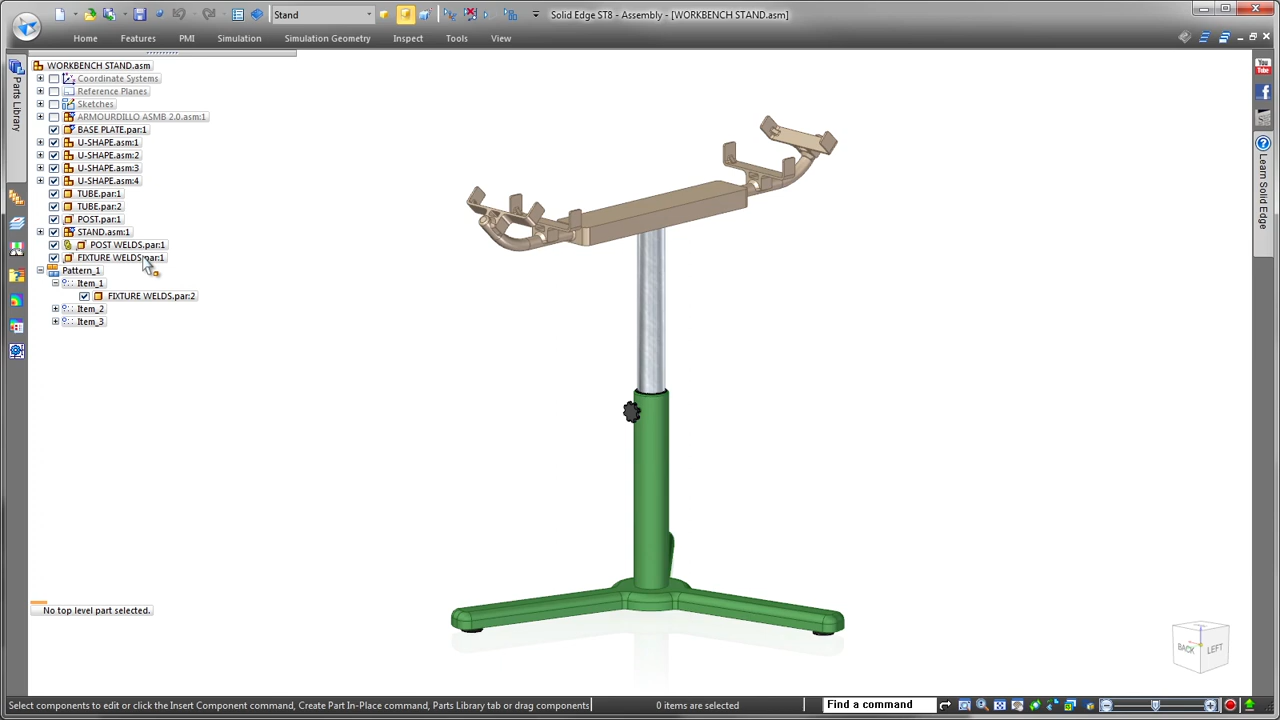 Stand
Solid Edge ST8 - Assembly - [WORKBENCH STAND.asm]
Home
Features
PMI
Simulation
Simulation Geometry
Inspect
Tools
View
Parts Library
WORKBENCH STAND.asm
Coordinate Systems
Reference Planes
Sketches
ARMOURDILLO ASMB 2.0.asm:1
BASE PLATE.par:1
U-SHAPE.asm:1
U-SHAPE.asm:2
U-SHAPE.asm:3
U-SHAPE.asm:4
TUBE.par:1
TUBE.par:2
POST.par:1
STAND.asm:1
POST WELDS.par:1
FIXTURE WELDS.par:1
Pattern_1
Item_1
FIXTURE WELDS.par:2
Item_2
Item_3
No top level part selected.
You
Tube
Learn Solid Edge
BACK
LEFT
Select components to edit or click the Insert Component command, Create Part In-Place command, Parts Library tab or drag components
0 items are selected
Find a command